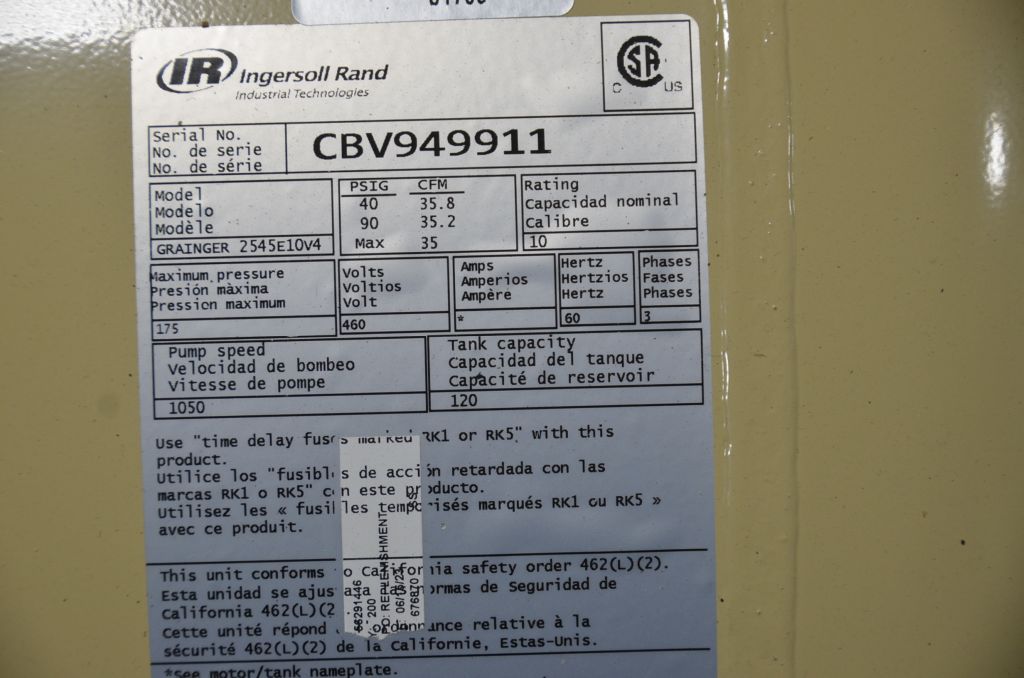 IR Ingersoll Rand
Industrial Technologies
CSA
C US
Serial No.
No. de serie
No. de série
CBV949911
Model
Modelo
Modèle
GRAINGER 2545E10V4
PSIG CFM
40 35.8
90 35.2
Max 35
Rating
Capacidad nominal
Calibre
10
Maximum pressure
Presión màxima
Pression maximum
175
Volts
Voltios
Volt
460
Amps
Amperios
Ampère
*
Hertz
Hertzios
Hertz
60
Phases
Fases
Phases
3
Pump speed
Velocidad de bombeo
Vitesse de pompe
1050
Tank capacity
Capacidad del tanque
Capacité de reservoir
120
Use "time delay fuses marked RK1 or RK5" with this
product.
Utilice los "fusibles de acción retardada con las
marcas RK1 o RK5" con este producto.
Utilisez les « fusibles temporisés marqués RK1 ou RK5 »
avec ce produit.
This unit conforms to California safety order 462(L)(2).
Esta unidad se ajusta a las normas de Seguridad de
California 462(L)(2
Cette unité répond ordonnance relative à la
sécurité 462(L)(2) de la Californie, Estas-Unis.
*See motor/tank nameplate.
200
PO: REPLENISHMENT
676870